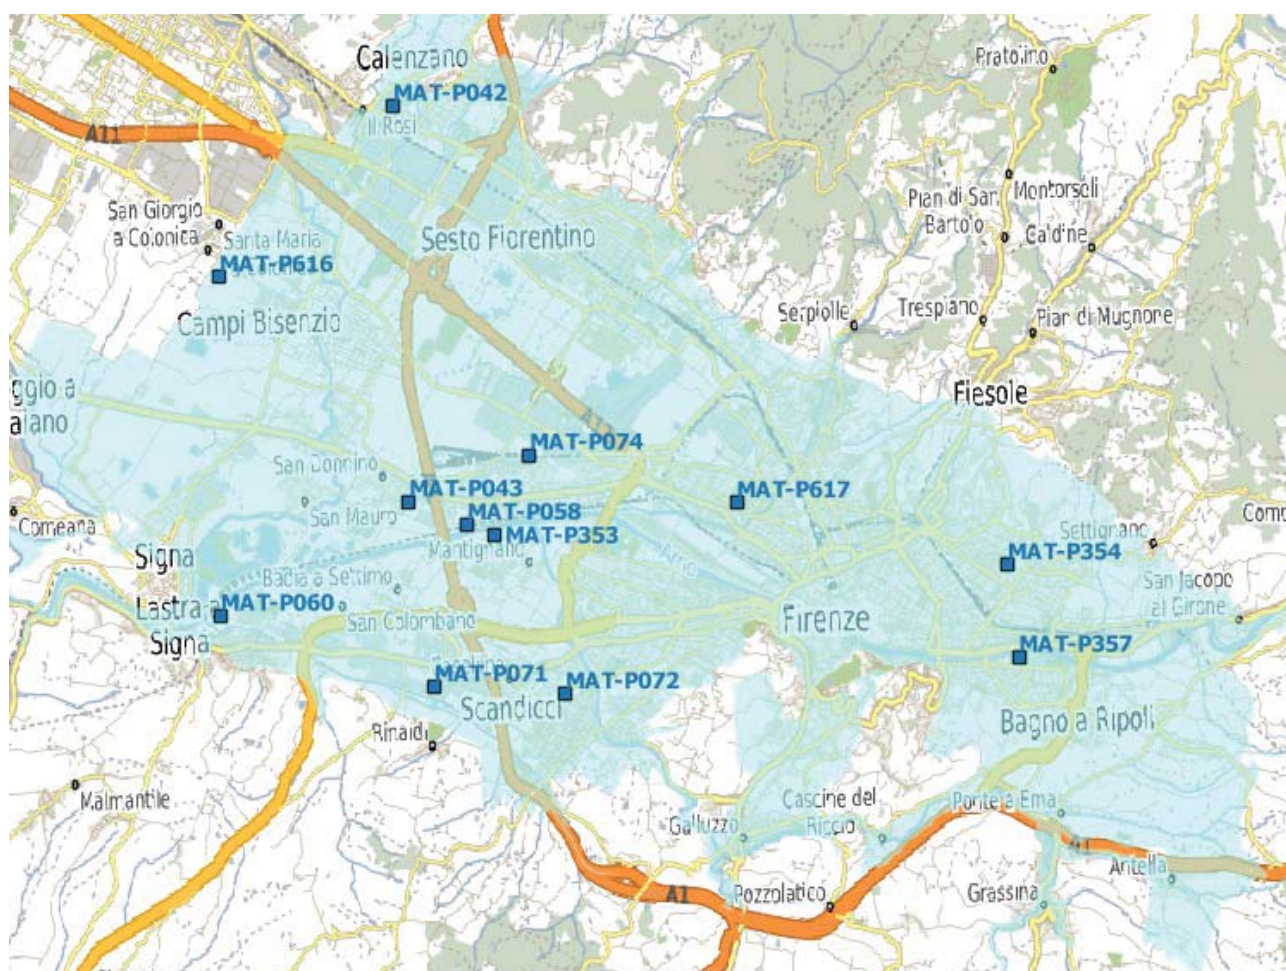 Calenzano
Pratolino
MAT-P042
Il Rosi
A11
Montorsoli
Pian di San
Bartolo
San Giorgio
a Colonica
Caldine
Santa Maria
Sesto Fiorentino
MAT-P616
Serpiolle
Trespiano
Pian di Mugnone
Campi Bisenzio
Fiesole
ggio a
aiano
MAT-P074
San Donnino
MAT-P043
MAT-P617
San Mauro
MAT-P058
Comeana
MAT-P353
Settignano
Mantignano
Signa
Arno
MAT-P354
Badia a Settimo
San Jacopo
al Girone
Lastra a
Signa
MAT-P060
San Colombano
Firenze
MAT-P357
MAT-P071
MAT-P072
Scandicci
Bagno a Ripoli
Rinaldi
Malmantile
Cascine del
Riccio
Ponte a Ema
Galluzzo
Antella
A1
Pozzolatico
Grassina